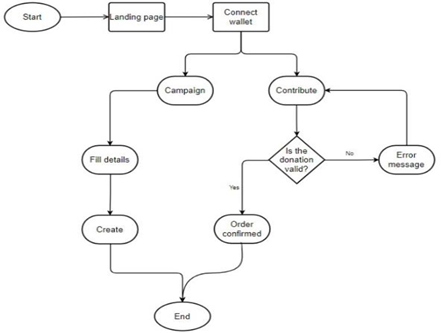 Start
Landing page
Connect
wallet
Campaign
Contribute
Fill details
Is the
donation
valid?
No
Error
message
Yes
Create
Order
confirmed
End